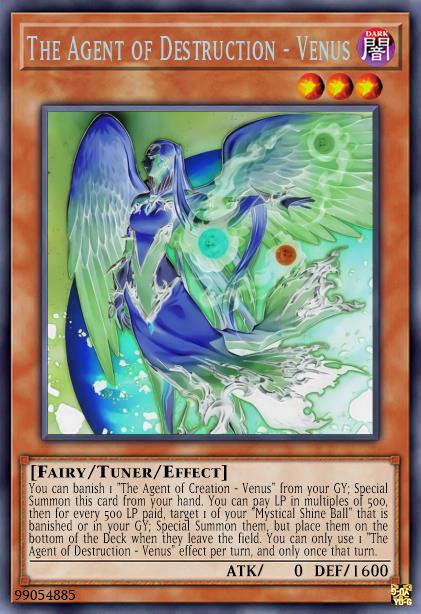 The Agent of Destruction - Venus
DARK
闇
[Fairy/Tuner/Effect]
You can banish 1 "The Agent of Creation - Venus" from your GY; Special
Summon this card from your hand. You can pay LP in multiples of 500,
then for every 500 LP paid, target 1 of your "Mystical Shine Ball" that is
banished or in your GY; Special Summon them, but place them on the
bottom of the Deck when they leave the field. You can only use 1 "The
Agent of Destruction - Venus" effect per turn, and only once that turn.
ATK/ 0 DEF/1600
99054885